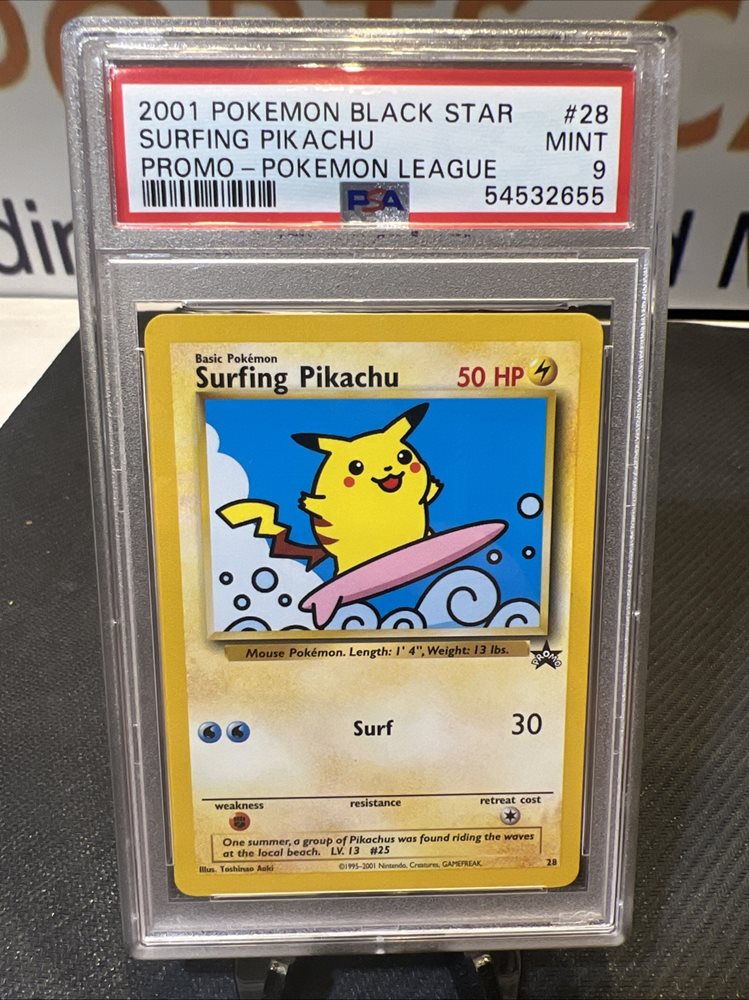 2001 POKEMON BLACK STAR #28
SURFING PIKACHU MINT
PROMO - POKEMON LEAGUE 9
PSA 54532655
Basic Pokémon
Surfing Pikachu 50 HP
Mouse Pokémon. Length: 1' 4", Weight: 13 lbs.
PROMO
Surf 30
weakness resistance retreat cost
One summer, a group of Pikachus was found riding the waves
at the local beach. LV. 13 #25
Illus. Toshinao Aoki ©1995-2001 Nintendo, Creatures, GAMEFREAK. 28